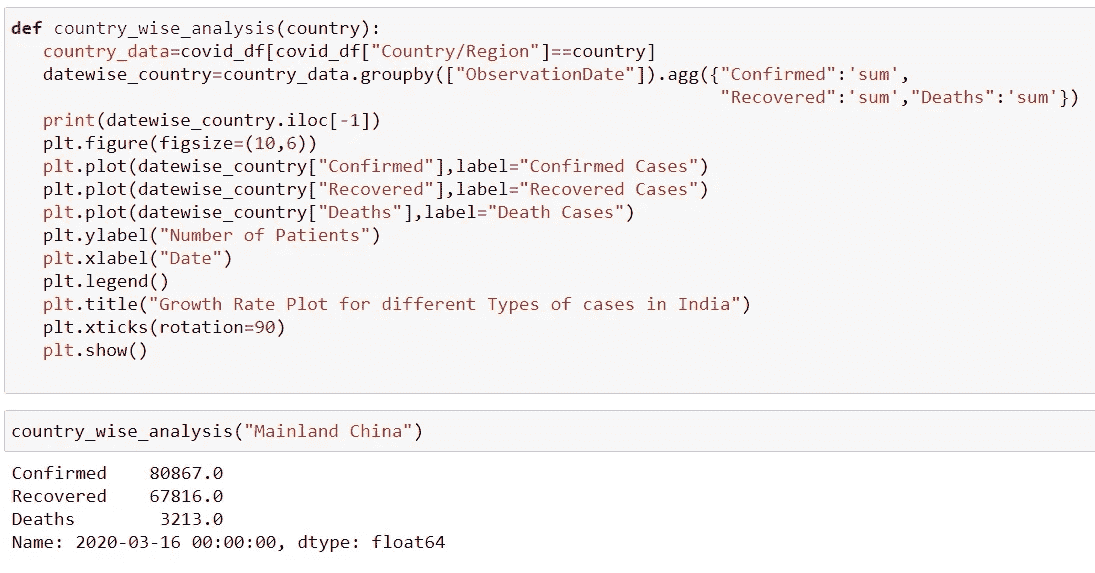 def country_wise_analysis(country):
   country_data=covid_df[covid_df["Country/Region"]==country]
   datewise_country=country_data.groupby(["ObservationDate"]).agg({"Confirmed":'sum',
                                                                   "Recovered":'sum',"Deaths":'sum'})
   print(datewise_country.iloc[-1])
   plt.figure(figsize=(10,6))
   plt.plot(datewise_country["Confirmed"],label="Confirmed Cases")
   plt.plot(datewise_country["Recovered"],label="Recovered Cases")
   plt.plot(datewise_country["Deaths"],label="Death Cases")
   plt.ylabel("Number of Patients")
   plt.xlabel("Date")
   plt.legend()
   plt.title("Growth Rate Plot for different Types of cases in India")
   plt.xticks(rotation=90)
   plt.show()
country_wise_analysis("Mainland China")
Confirmed    80867.0
Recovered    67816.0
Deaths        3213.0
Name: 2020-03-16 00:00:00, dtype: float64